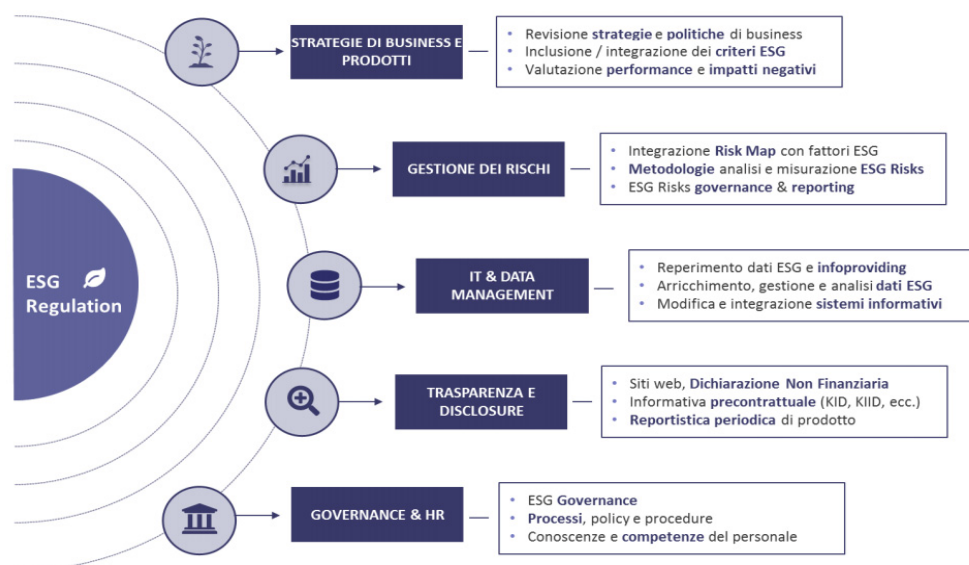 ESG
Regulation
STRATEGIE DI BUSINESS E
PRODOTTI
• Revisione strategie e politiche di business
• Inclusione / integrazione dei criteri ESG
• Valutazione performance e impatti negativi
GESTIONE DEI RISCHI
• Integrazione Risk Map con fattori ESG
• Metodologie analisi e misurazione ESG Risks
• ESG Risks governance & reporting
IT & DATA
MANAGEMENT
• Reperimento dati ESG e infoproviding
• Arricchimento, gestione e analisi dati ESG
• Modifica e integrazione sistemi informativi
TRASPARENZA E
DISCLOSURE
• Siti web, Dichiarazione Non Finanziaria
• Informativa precontrattuale (KID, KIID, ecc.)
• Reportistica periodica di prodotto
GOVERNANCE & HR
• ESG Governance
• Processi, policy e procedure
• Conoscenze e competenze del personale